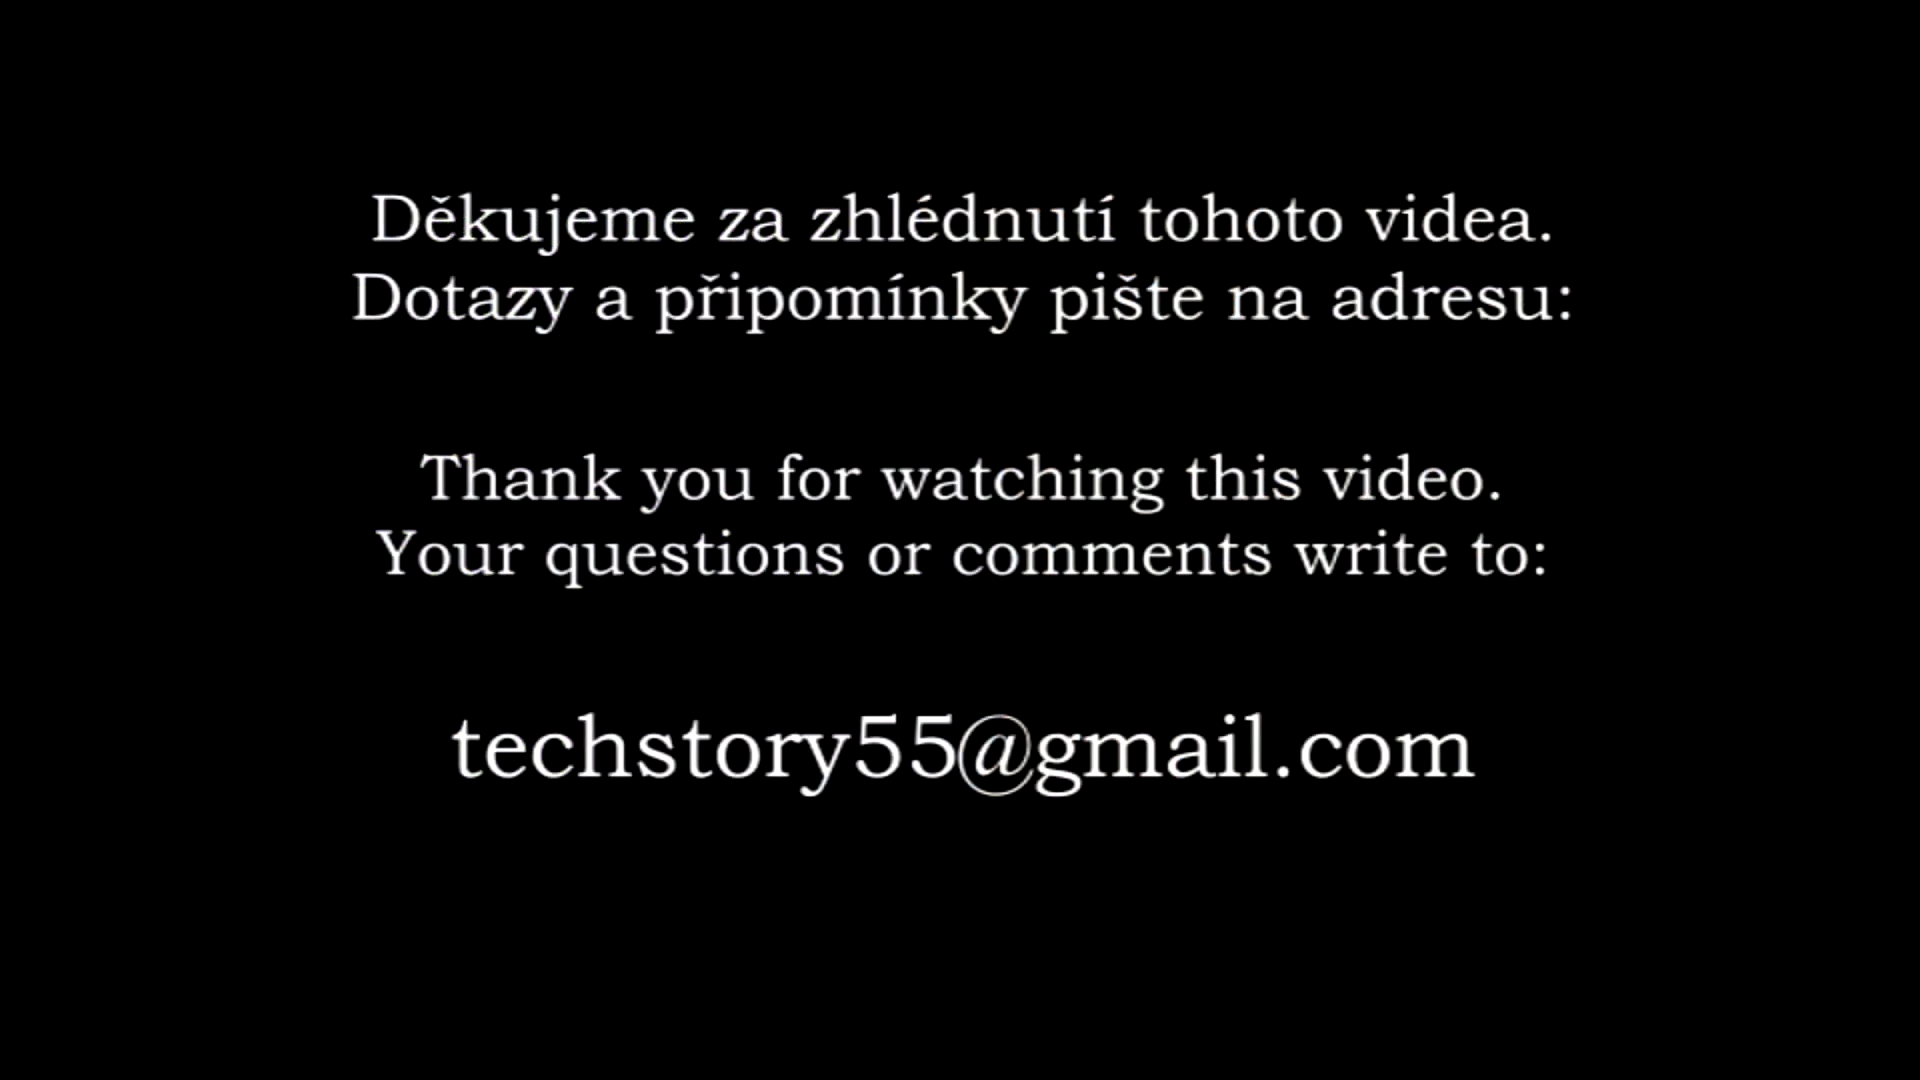 Děkujeme za zhlédnutí tohoto videa.
Dotazy a připomínky pište na adresu:
Thank you for watching this video.
Your questions or comments write to:
techstory55@gmail.com